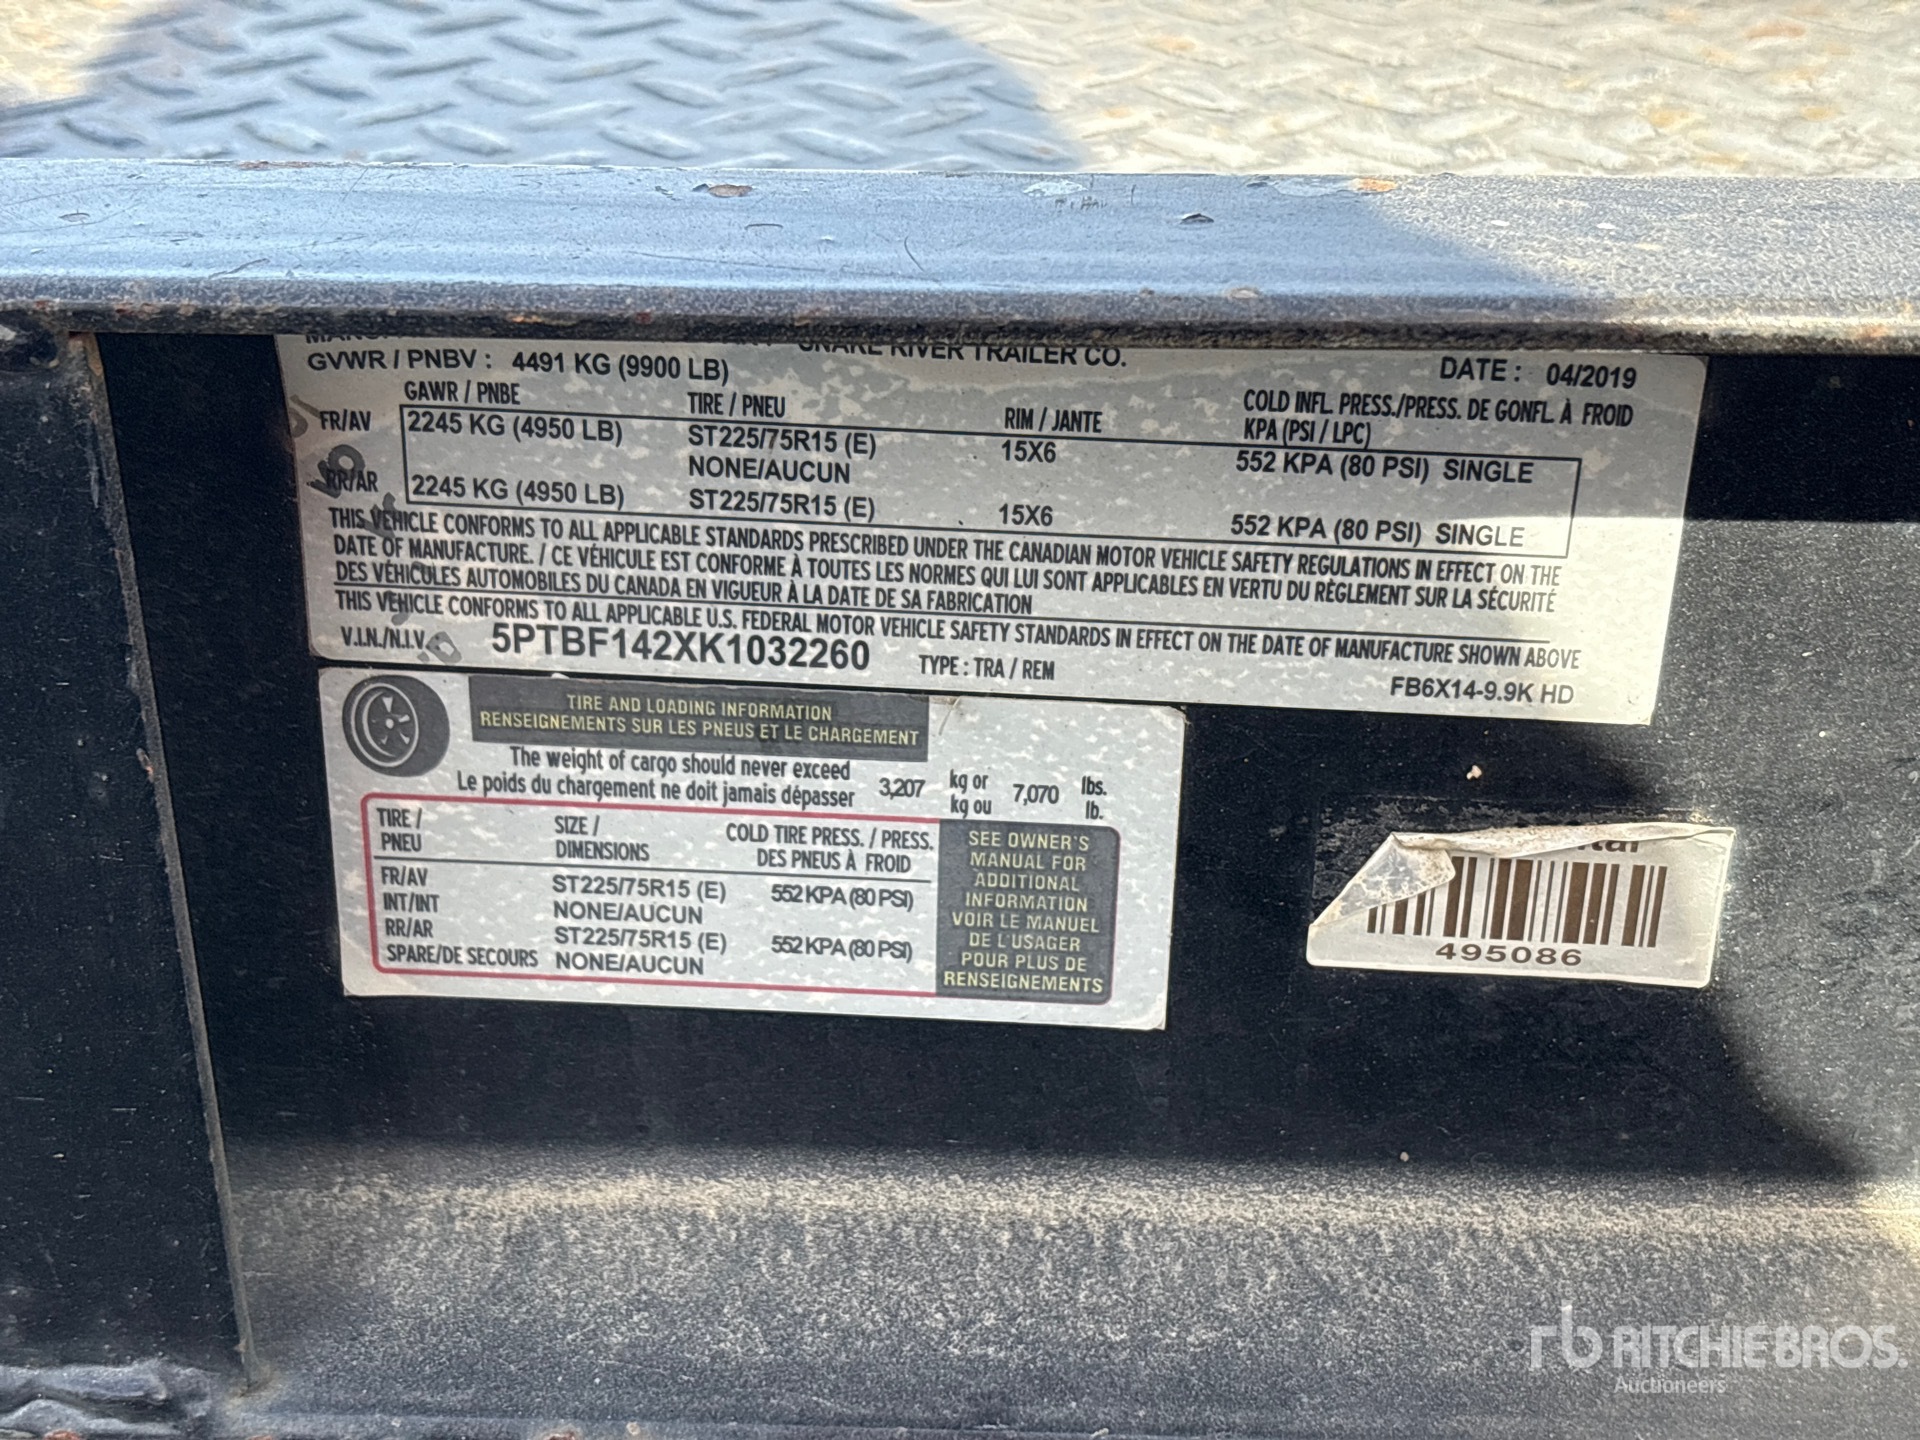 SNAKE RIVER TRAILER CO.
GVWR / PNBV : 4491 KG (9900 LB)
DATE : 04/2019
GAWR / PNBE TIRE / PNEU RIM / JANTE COLD INFL. PRESS./PRESS. DE GONFL. À FROID
KPA (PSI / LPC)
FR/AV 2245 KG (4950 LB) ST225/75R15 (E) 15X6 552 KPA (80 PSI) SINGLE
NONE/AUCUN
RR/AR 2245 KG (4950 LB) ST225/75R15 (E) 15X6 552 KPA (80 PSI) SINGLE
THIS VEHICLE CONFORMS TO ALL APPLICABLE STANDARDS PRESCRIBED UNDER THE CANADIAN MOTOR VEHICLE SAFETY REGULATIONS IN EFFECT ON THE
DATE OF MANUFACTURE. / CE VÉHICULE EST CONFORME À TOUTES LES NORMES QUI LUI SONT APPLICABLES EN VERTU DU RÈGLEMENT SUR LA SÉCURITÉ
DES VÉHICULES AUTOMOBILES DU CANADA EN VIGUEUR À LA DATE DE SA FABRICATION
THIS VEHICLE CONFORMS TO ALL APPLICABLE U.S. FEDERAL MOTOR VEHICLE SAFETY STANDARDS IN EFFECT ON THE DATE OF MANUFACTURE SHOWN ABOVE
V.I.N./N.I.V. 5PTBF142XK1032260 TYPE : TRA / REM FB6X14-9.9K HD
TIRE AND LOADING INFORMATION
RENSEIGNEMENTS SUR LES PNEUS ET LE CHARGEMENT
The weight of cargo should never exceed
Le poids du chargement ne doit jamais dépasser 3,207 kg or 7,070 lbs.
kg ou lb.
TIRE / SIZE / COLD TIRE PRESS. / PRESS.
PNEU DIMENSIONS DES PNEUS À FROID
FR/AV ST225/75R15 (E) 552 KPA (80 PSI)
INT/INT NONE/AUCUN
RR/AR ST225/75R15 (E) 552 KPA (80 PSI)
SPARE/DE SECOURS NONE/AUCUN
SEE OWNER'S
MANUAL FOR
ADDITIONAL
INFORMATION
VOIR LE MANUEL
DE L'USAGER
POUR PLUS DE
RENSEIGNEMENTS
495086
rb RITCHIE BROS.
Auctioneers